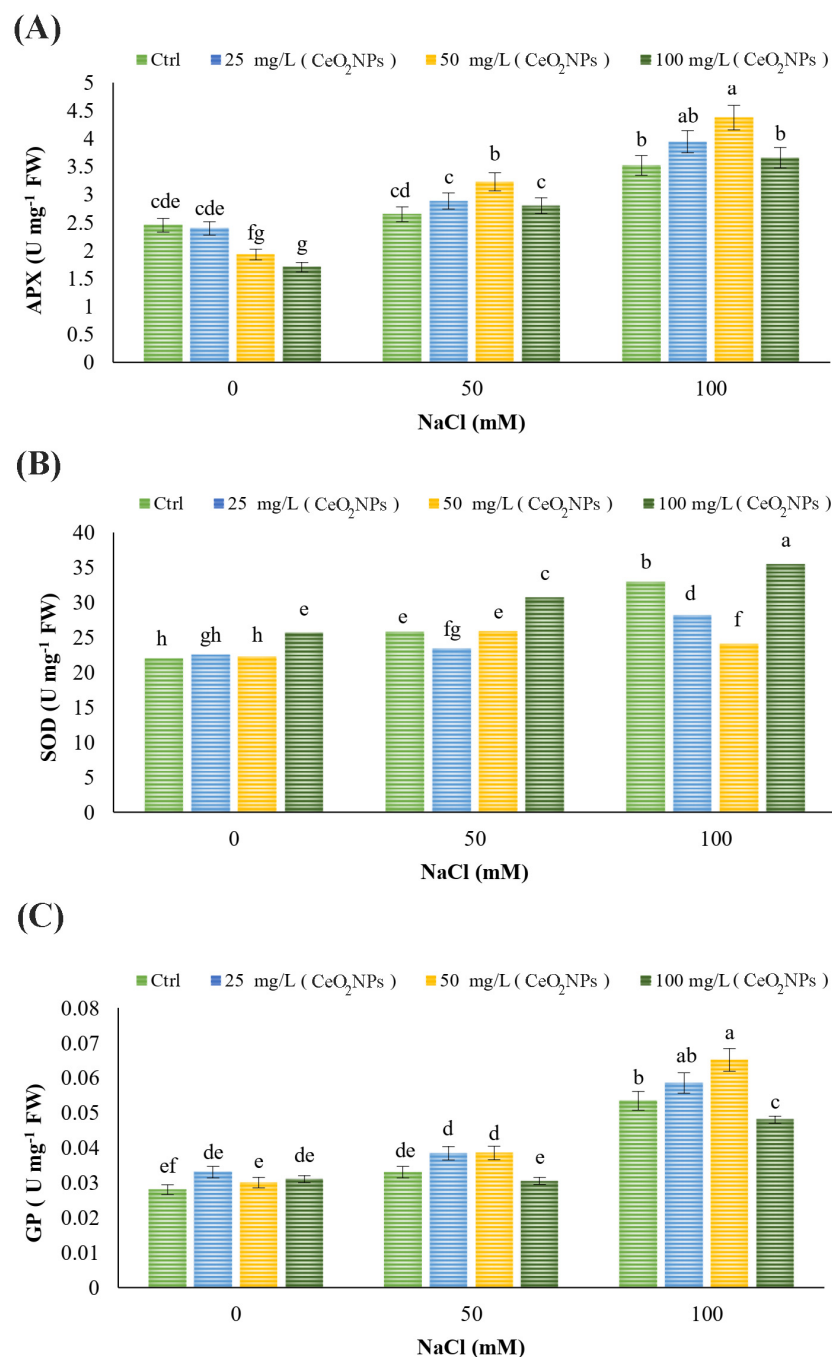 (A)
Ctrl 25 mg/L ( CeO₂NPs ) 50 mg/L ( CeO₂NPs ) 100 mg/L ( CeO₂NPs )
5
4.5
4
3.5
3
2.5
2
1.5
1
0.5
0
APX (U mg⁻¹ FW)
cde cde fg g cd c b c b ab a b
0 50 100
NaCl (mM)
(B)
Ctrl 25 mg/L ( CeO₂NPs ) 50 mg/L ( CeO₂NPs ) 100 mg/L ( CeO₂NPs )
40
35
30
25
20
15
10
5
0
SOD (U mg⁻¹ FW)
h gh h e e fg e c b d f a
0 50 100
NaCl (mM)
(C)
Ctrl 25 mg/L ( CeO₂NPs ) 50 mg/L ( CeO₂NPs ) 100 mg/L ( CeO₂NPs )
0.08
0.07
0.06
0.05
0.04
0.03
0.02
0.01
0
GP ( U mg⁻¹ FW)
ef de e de de d d e b ab a c
0 50 100
NaCl (mM)